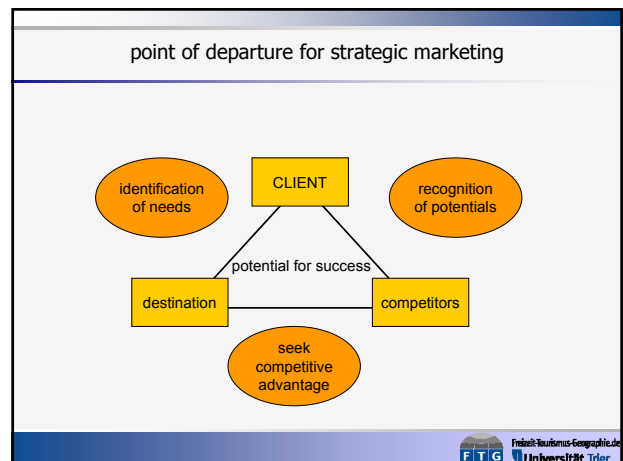 point of departure for strategic marketing
identification
of needs
CLIENT
recognition
of potentials
potential for success
destination
competitors
seek
competitive
advantage
Freizeit-Tourismus-Geographie.de
FTG Universität Trier